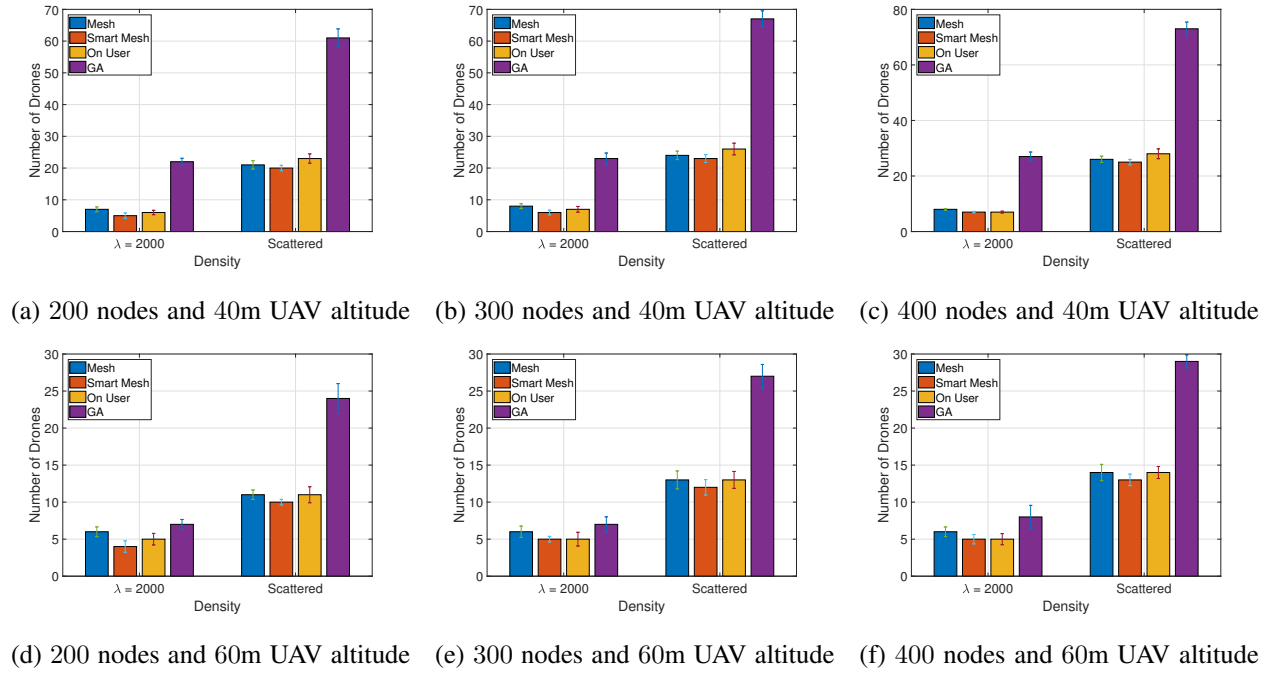 70
60
50
40
30
20
10
0
Number of Drones
Mesh
Smart Mesh
On User
GA
λ = 2000
Scattered
Density
70
60
50
40
30
20
10
0
Number of Drones
Mesh
Smart Mesh
On User
GA
λ = 2000
Scattered
Density
80
60
40
20
0
Number of Drones
Mesh
Smart Mesh
On User
GA
λ = 2000
Scattered
Density
(a) 200 nodes and 40m UAV altitude
(b) 300 nodes and 40m UAV altitude
(c) 400 nodes and 40m UAV altitude
30
25
20
15
10
5
0
Number of Drones
Mesh
Smart Mesh
On User
GA
λ = 2000
Scattered
Density
30
25
20
15
10
5
0
Number of Drones
Mesh
Smart Mesh
On User
GA
λ = 2000
Scattered
Density
30
25
20
15
10
5
0
Number of Drones
Mesh
Smart Mesh
On User
GA
λ = 2000
Scattered
Density
(d) 200 nodes and 60m UAV altitude
(e) 300 nodes and 60m UAV altitude
(f) 400 nodes and 60m UAV altitude